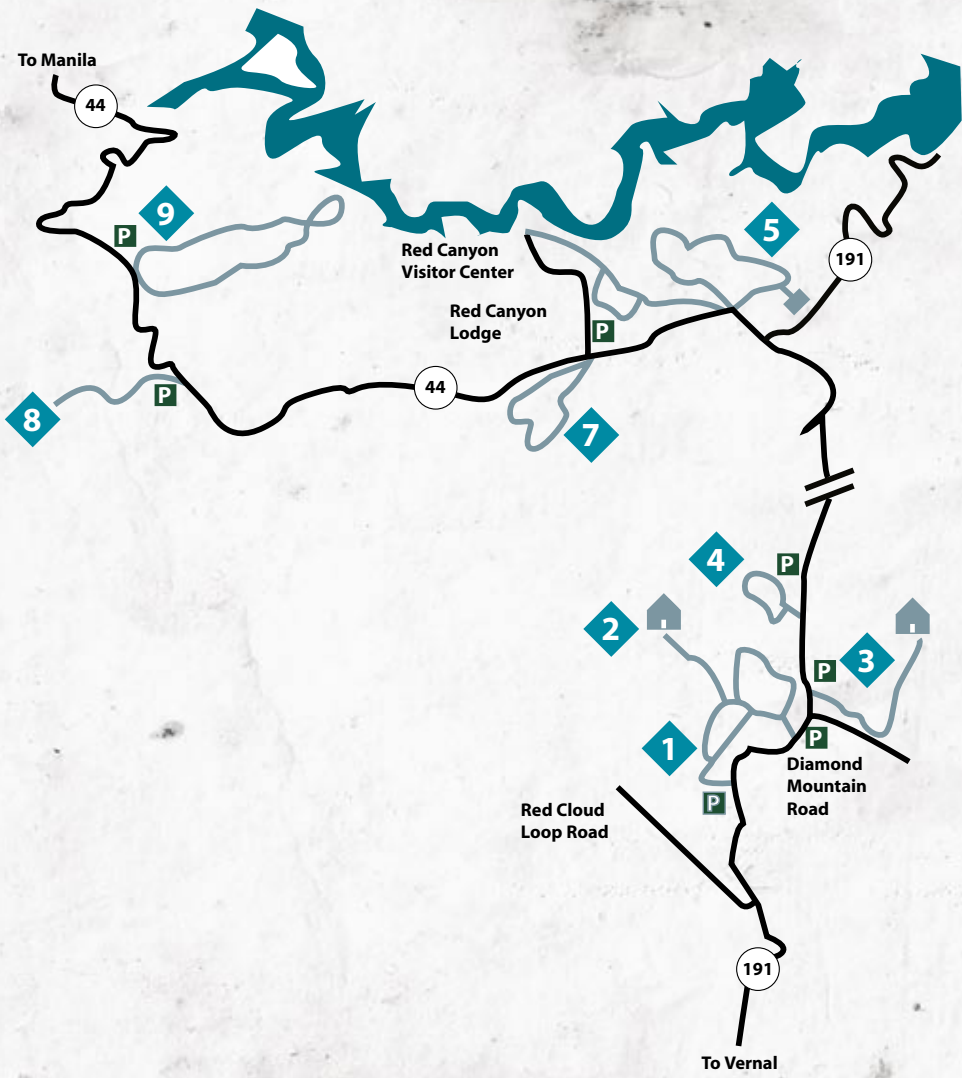 To Manila
44
9
P
Red Canyon
Visitor Center
5
191
Red Canyon
Lodge
P
44
P
8
7
4
P
2
P
3
1
P
Diamond
Mountain
Road
P
Red Cloud
Loop Road
191
To Vernal